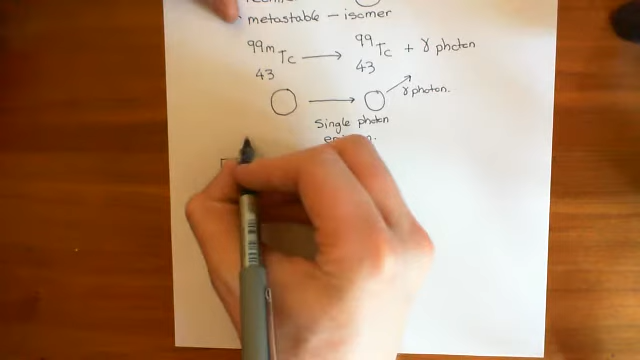 metastable - isomer
99m Tc 43 → 99 Tc 43 + γ photon
γ photon.
Single photon